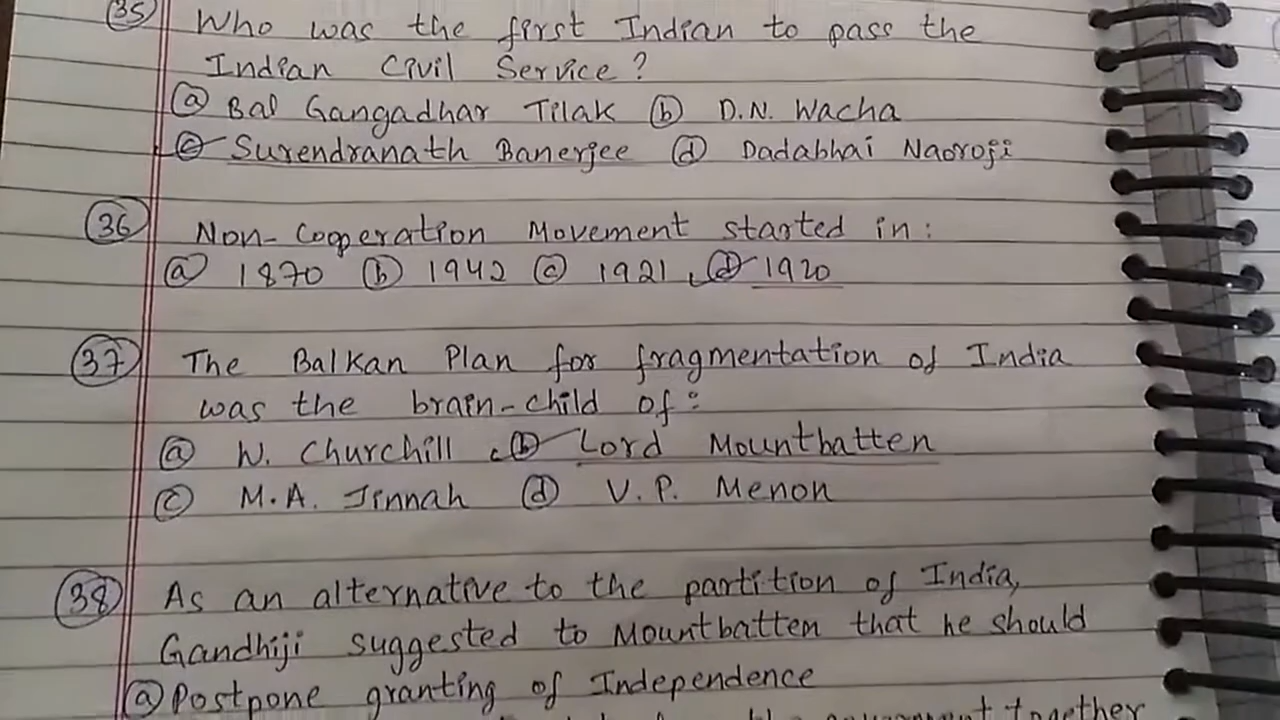 35) Who was the first Indian to pass the
Indian Civil Service?
(a) Bal Gangadhar Tilak (b) D.N. Wacha
(c) Surendranath Banerjee (d) Dadabhai Naoroji
36 Non-Cooperation Movement started in:
(a) 1870 (b) 1942 (c) 1921 (d) 1920
37) The Balkan Plan for fragmentation of India
was the brain-child of:
(a) W. Churchill (b) Lord Mountbatten
(c) M.A. Jinnah (d) V.P. Menon
38) As an alternative to the partition of India,
Gandhiji suggested to Mountbatten that he should
(a) Postpone granting of Independence
government together